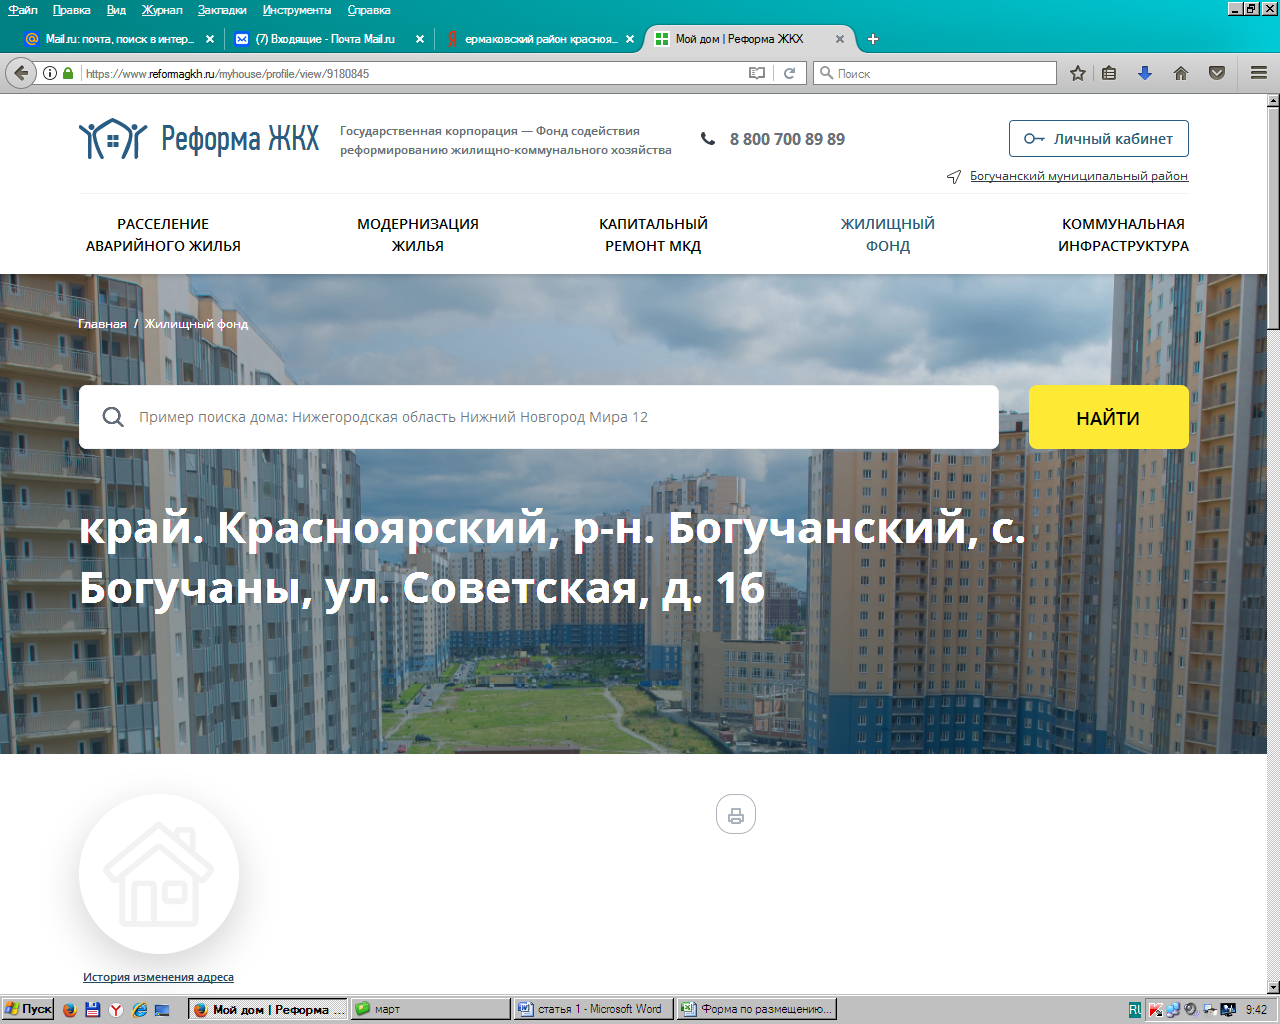 Файл Правка Вид Журнал Закладки Инструменты Справка
Mail.ru: почта, поиск в интер... (7) Входящие - Почта Mail.ru ермаковский район краснoя... Мой дом | Реформа ЖКХ
https://www.reformagkh.ru/myhouse/profile/view/9180845 Поиск
Реформа ЖКХ
Государственная корпорация — Фонд содействия
реформированию жилищно-коммунального хозяйства
8 800 700 89 89
Личный кабинет
Богучанский муниципальный район
РАССЕЛЕНИЕ
АВАРИЙНОГО ЖИЛЬЯ
МОДЕРНИЗАЦИЯ
ЖИЛЬЯ
КАПИТАЛЬНЫЙ
РЕМОНТ МКД
ЖИЛИЩНЫЙ
ФОНД
КОММУНАЛЬНАЯ
ИНФРАСТРУКТУРА
Главная / Жилищный фонд
Пример поиска дома: Нижегородская область Нижний Новгород Мира 12
НАЙТИ
край. Красноярский, р-н. Богучанский, с.
Богучаны, ул. Советская, д. 16
История изменения адреса
Пуск Мой дом | Реформа ... март статья 1 - Microsoft Word Форма по размещению... 9:42